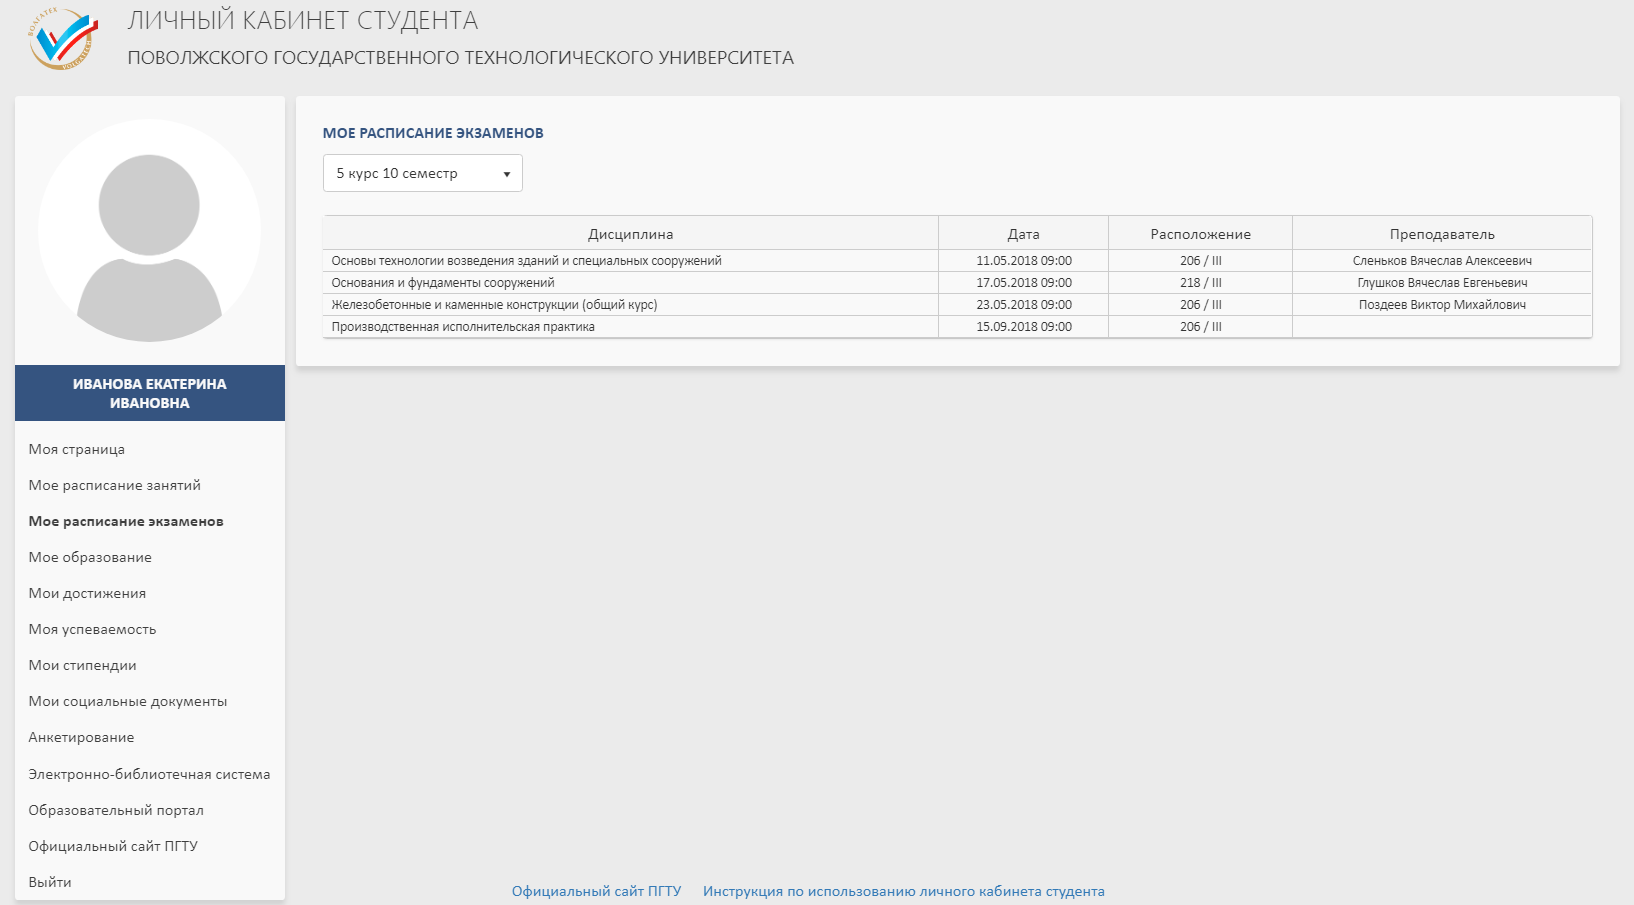 ВОЛГАТЕХ
VOLGATECH
ЛИЧНЫЙ КАБИНЕТ СТУДЕНТА
ПОВОЛЖСКОГО ГОСУДАРСТВЕННОГО ТЕХНОЛОГИЧЕСКОГО УНИВЕРСИТЕТА
ИВАНОВА ЕКАТЕРИНА
ИВАНОВНА
Моя страница
Мое расписание занятий
Мое расписание экзаменов
Мое образование
Мои достижения
Моя успеваемость
Мои стипендии
Мои социальные документы
Анкетирование
Электронно-библиотечная система
Образовательный портал
Официальный сайт ПГТУ
Выйти
МОЕ РАСПИСАНИЕ ЭКЗАМЕНОВ
5 курс 10 семестр
Дисциплина Дата Расположение Преподаватель
Основы технологии возведения зданий и специальных сооружений 11.05.2018 09:00 206 / III Сленьков Вячеслав Алексеевич
Основания и фундаменты сооружений 17.05.2018 09:00 218 / III Глушков Вячеслав Евгеньевич
Железобетонные и каменные конструкции (общий курс) 23.05.2018 09:00 206 / III Поздеев Виктор Михайлович
Производственная исполнительская практика 15.09.2018 09:00 206 / III
Официальный сайт ПГТУ Инструкция по использованию личного кабинета студента